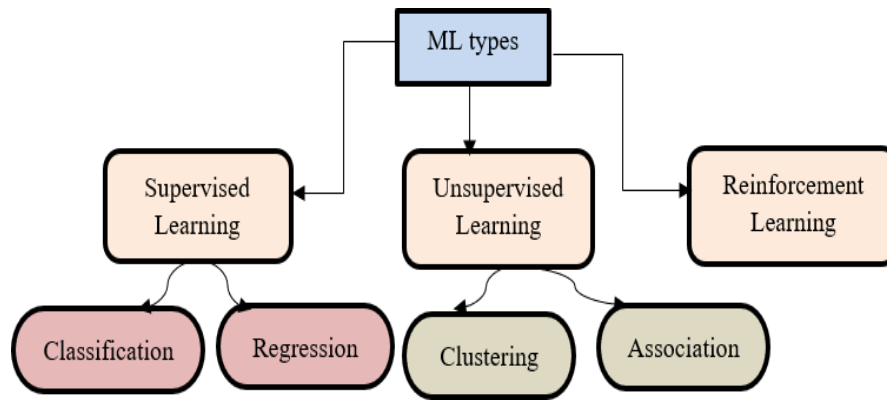 ML types
Supervised
Learning
Unsupervised
Learning
Reinforcement
Learning
Classification
Regression
Clustering
Association